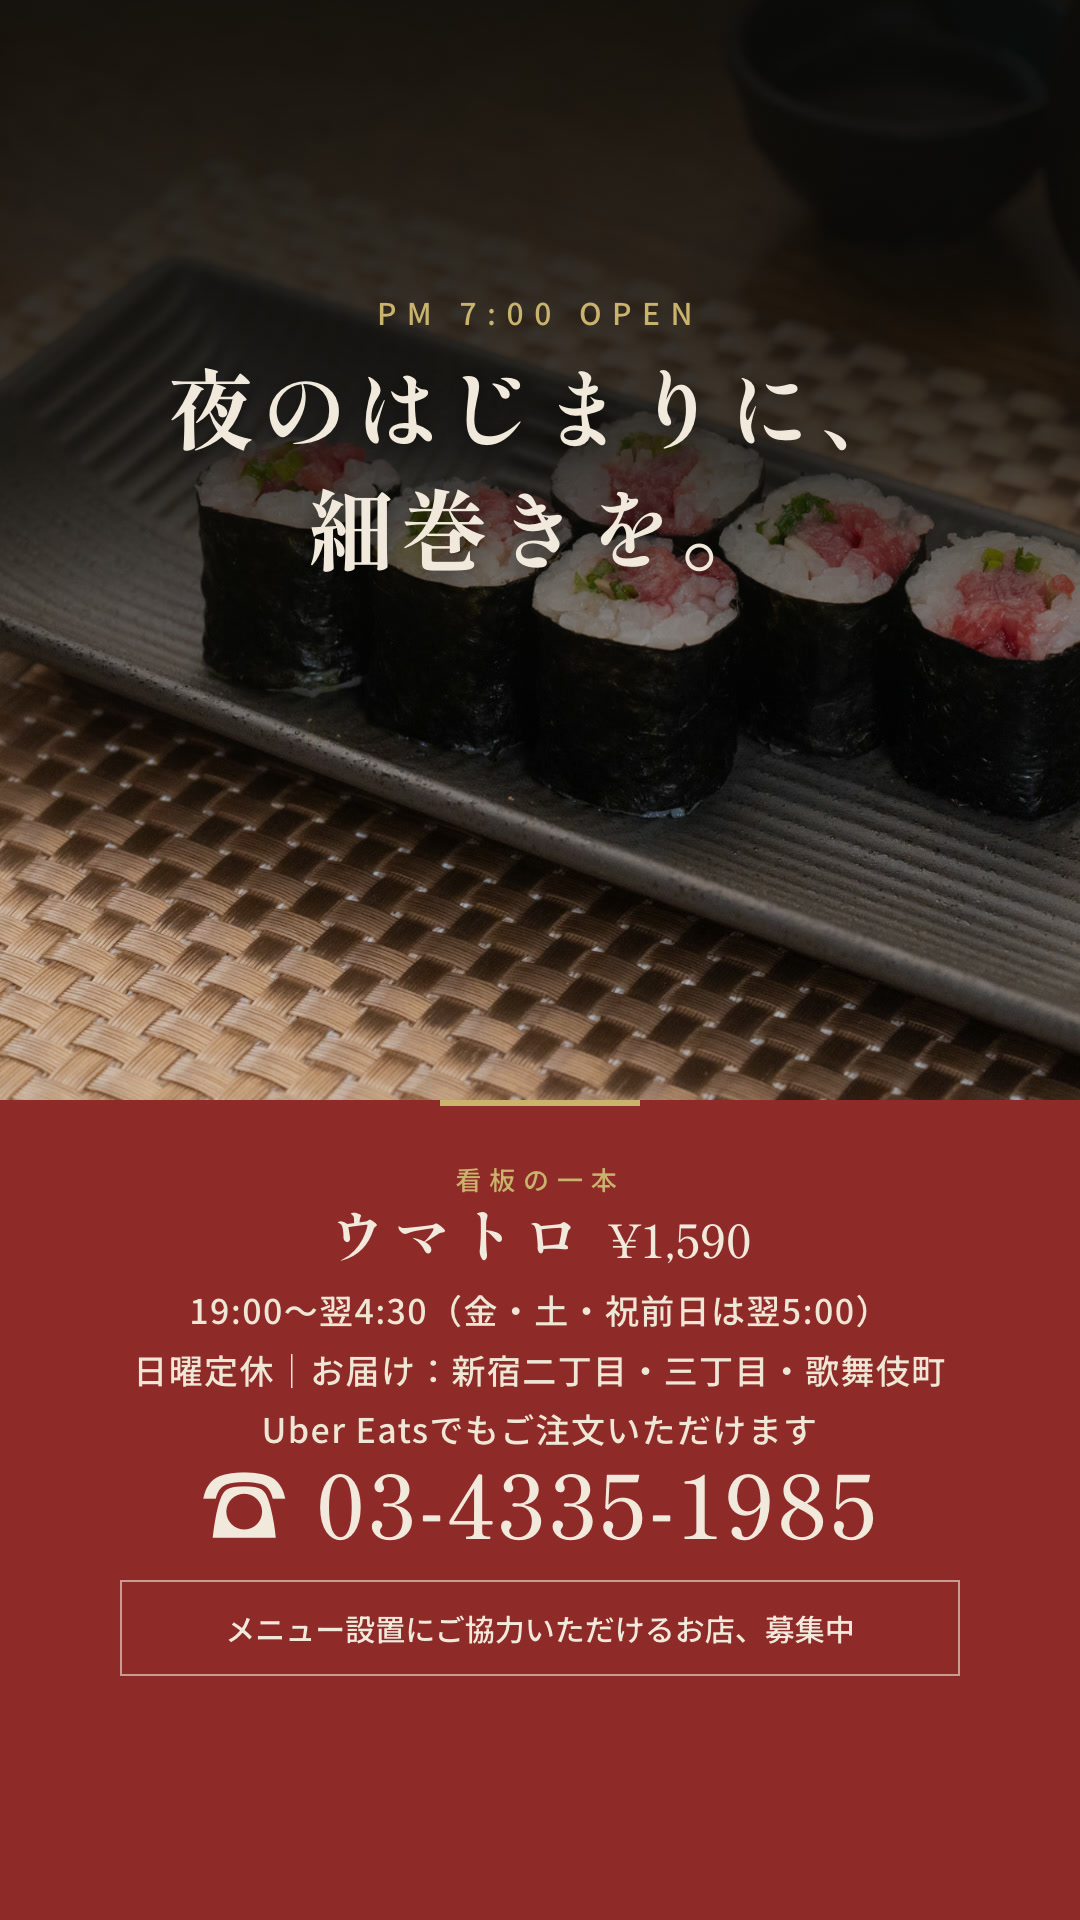 PM 7:00 OPEN
夜のはじまりに、
細巻きを。
看板の一本
ウマトロ ¥1,590
19:00〜翌4:30（金・土・祝前日は翌5:00）
日曜定休｜お届け：新宿二丁目・三丁目・歌舞伎町
Uber Eatsでもご注文いただけます
☎ 03-4335-1985
メニュー設置にご協力いただけるお店、募集中